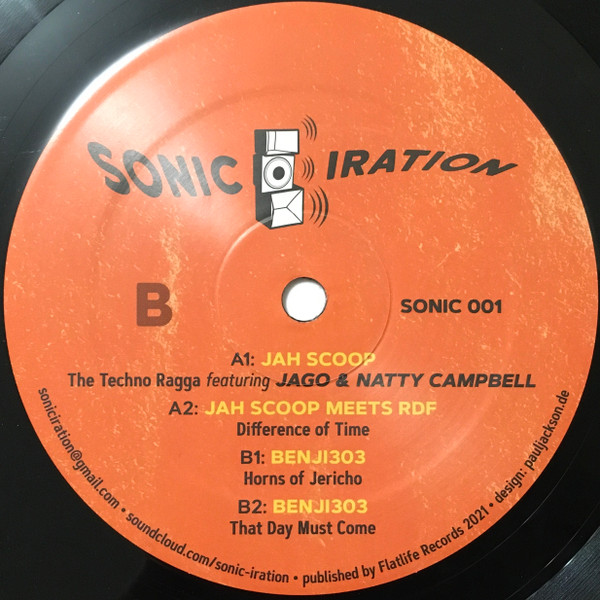 SONIC IRATION
B
SONIC 001
A1: JAH SCOOP
The Techno Ragga featuring JAGO & NATTY CAMPBELL
A2: JAH SCOOP MEETS RDF
Difference of Time
B1: BENJI303
Horns of Jericho
B2: BENJI303
That Day Must Come
soniciration@gmail.com • soundcloud.com/sonic-iration • published by Flatlife Records 2021 • design: pauljackson.de